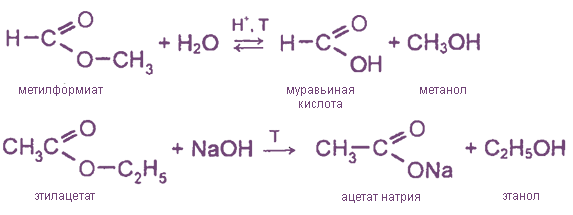 H–C(=O)–O–CH₃ + H₂O ⇌ (H⁺, T) H–C(=O)–OH + CH₃OH
метилформиат муравьиная кислота метанол
CH₃C(=O)–O–C₂H₅ + NaOH → (T) CH₃–C(=O)–ONa + C₂H₅OH
этилацетат ацетат натрия этанол